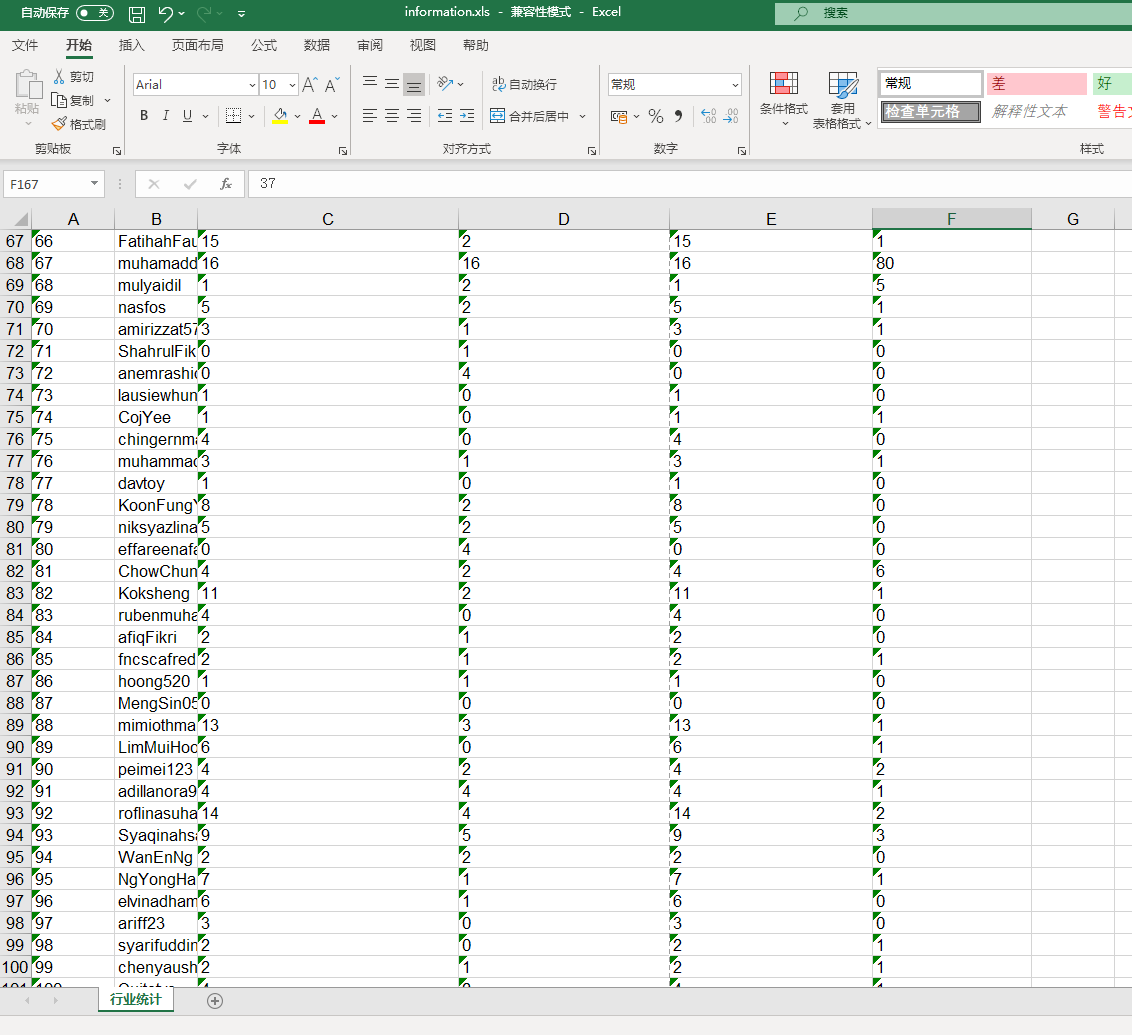 自动保存 关 information.xls - 兼容性模式 - Excel 搜索
文件 开始 插入 页面布局 公式 数据 审阅 视图 帮助
粘贴 剪切 复制 格式刷 剪贴板
Arial 10 A A
B I U A 字体
ab 自动换行 合并后居中 对齐方式
常规 % 数字
条件格式 套用 表格格式
常规 差 好
检查单元格 解释性文本 警告
样式
F167 fx 37
A B C D E F G
67 66 FatihahFau 15 2 15 1
68 67 muhamadd 16 16 16 80
69 68 mulyaidil 1 2 1 5
70 69 nasfos 5 2 5 1
71 70 amirizzat57 3 1 3 1
72 71 ShahrulFik 0 1 0 0
73 72 anemrashid 0 4 0 0
74 73 lausiewhun 1 0 1 0
75 74 CojYee 1 0 1 1
76 75 chingernma 4 0 4 0
77 76 muhammad 3 1 3 1
78 77 davtoy 1 0 1 0
79 78 KoonFungY 8 2 8 0
80 79 niksyazlina 5 2 5 0
81 80 effareenafa 0 4 0 0
82 81 ChowChun 4 2 4 6
83 82 Koksheng 11 2 11 1
84 83 rubenmuha 4 0 4 0
85 84 afiqFikri 2 1 2 0
86 85 fncscafred 2 1 2 1
87 86 hoong520 1 1 1 0
88 87 MengSin05 0 0 0 0
89 88 mimiothma 13 3 13 1
90 89 LimMuiHoo 6 0 6 1
91 90 peimei123 4 2 4 2
92 91 adillanora9 4 4 4 1
93 92 roflinasuha 14 4 14 2
94 93 Syaqinahsa 9 5 9 3
95 94 WanEnNg 2 2 2 0
96 95 NgYongHa 7 1 7 1
97 96 elvinadham 6 1 6 0
98 97 ariff23 3 0 3 0
99 98 syarifuddin 2 0 2 1
100 99 chenyaush 2 1 2 1
行业统计